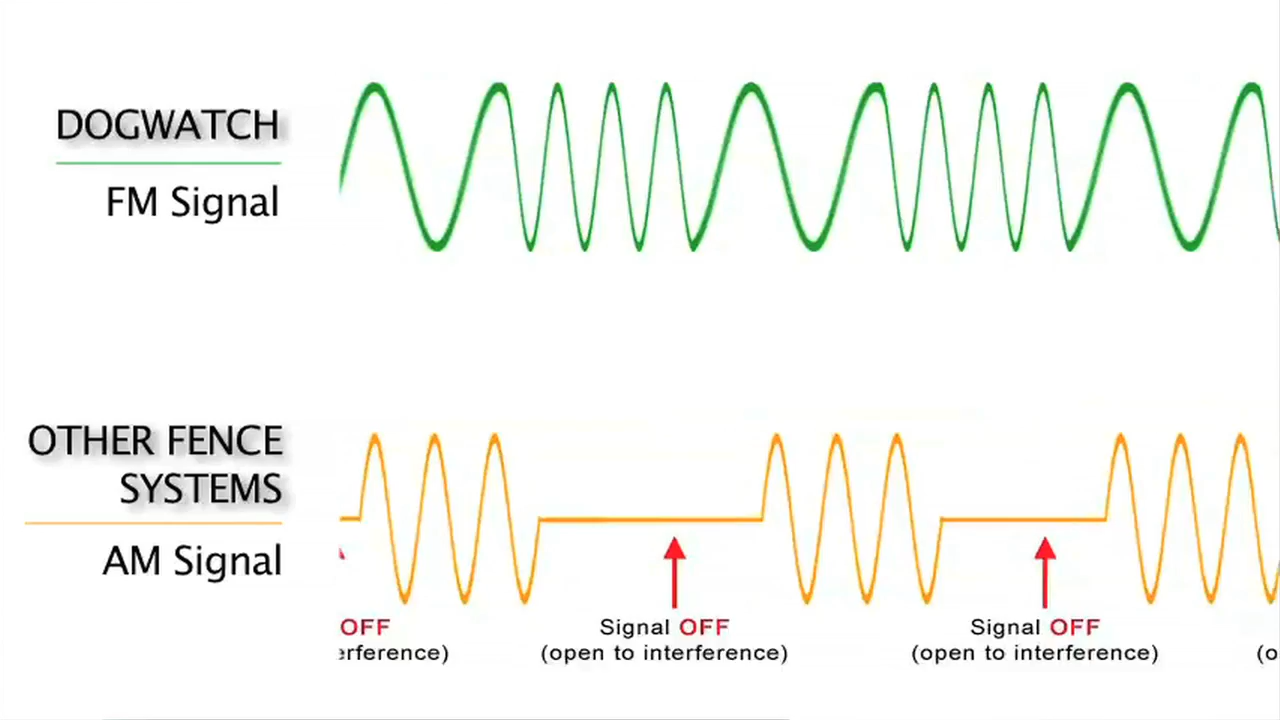 DOGWATCH
FM Signal
OTHER FENCE
SYSTEMS
AM Signal
OFF
Signal OFF
(open to interference)
Signal OFF
(open to interference)